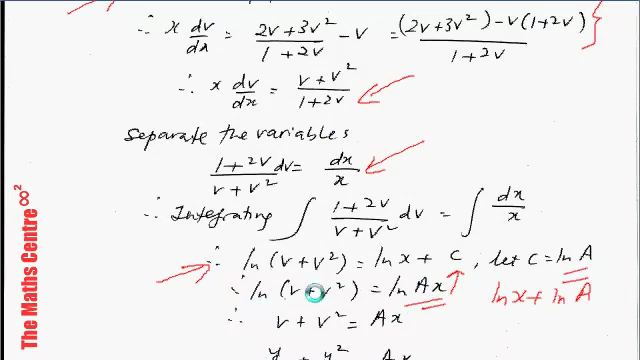 ∴ x dv/dx = (2v+3v²)/(1+2v) - v = ((2v+3v²) - v(1+2v))/(1+2v)
∴ x dv/dx = (v+v²)/(1+2v)
Separate the variables
(1+2v)/(v+v²) dv = dx/x
∴ Integrating ∫ (1+2v)/(v+v²) dv = ∫ dx/x
∴ ln (v+v²) = ln x + C, let C = ln A
∴ ln (v+v²) = ln Ax
ln x + ln A
∴ v+v² = Ax
The Maths Centre ∞²